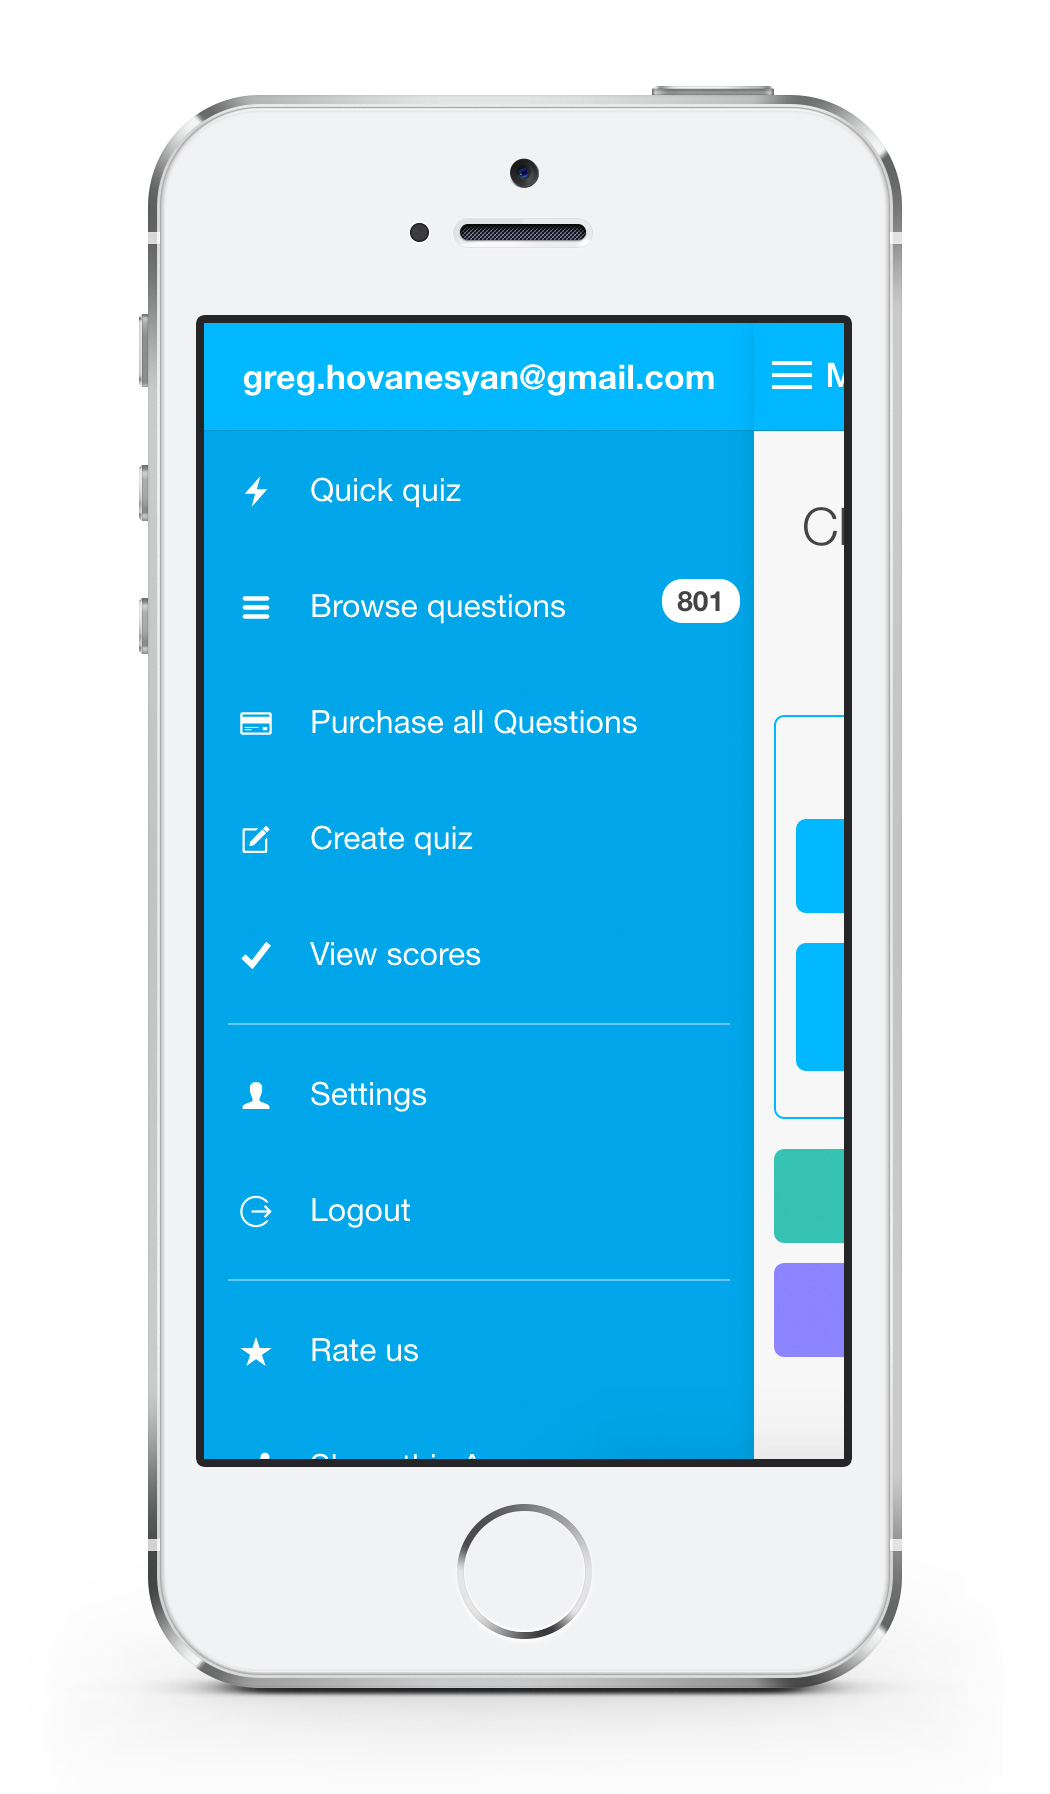 greg.hovanesyan@gmail.com
Quick quiz
Browse questions
801
Purchase all Questions
Create quiz
View scores
Settings
Logout
Rate us